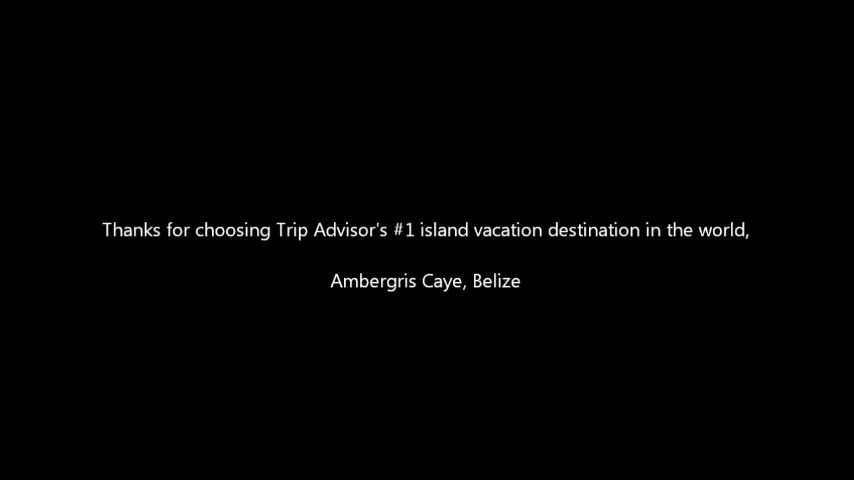 Thanks for choosing Trip Advisor's #1 island vacation destination in the world,
Ambergris Caye, Belize